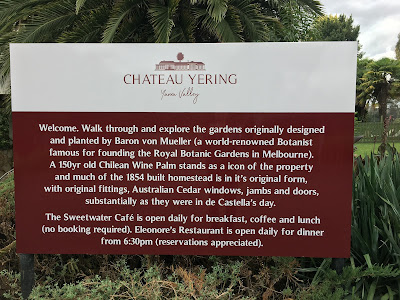 CHATEAU YERING
Yarra Valley
Welcome. Walk through and explore the gardens originally designed
and planted by Baron von Mueller (a world-renowned Botanist
famous for founding the Royal Botanic Gardens in Melbourne).
A 150yr old Chilean Wine Palm stands as a icon of the property
and much of the 1854 built homestead is in it's original form,
with original fittings, Australian Cedar windows, jambs and doors,
substantially as they were in de Castella's day.
The Sweetwater Café is open daily for breakfast, coffee and lunch
(no booking required). Eleonore's Restaurant is open daily for dinner
from 6:30pm (reservations appreciated).